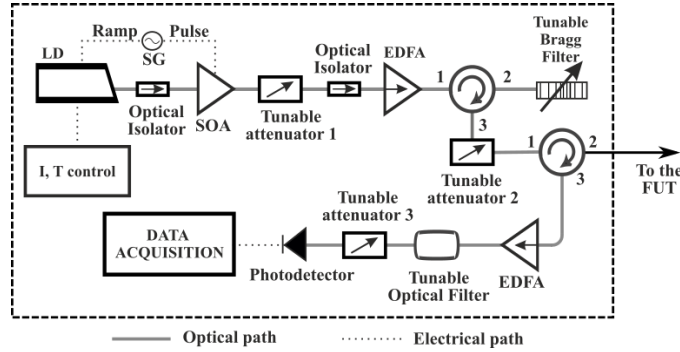 Ramp
Pulse
SG
LD
Optical
Isolator
SOA
Tunable
attenuator 1
Optical
Isolator
EDFA
1
2
3
Tunable
Bragg
Filter
I, T control
Tunable
attenuator 2
1
2
3
To the
FUT
Tunable
attenuator 3
DATA
ACQUISITION
Photodetector
Tunable
Optical Filter
EDFA
Optical path
Electrical path